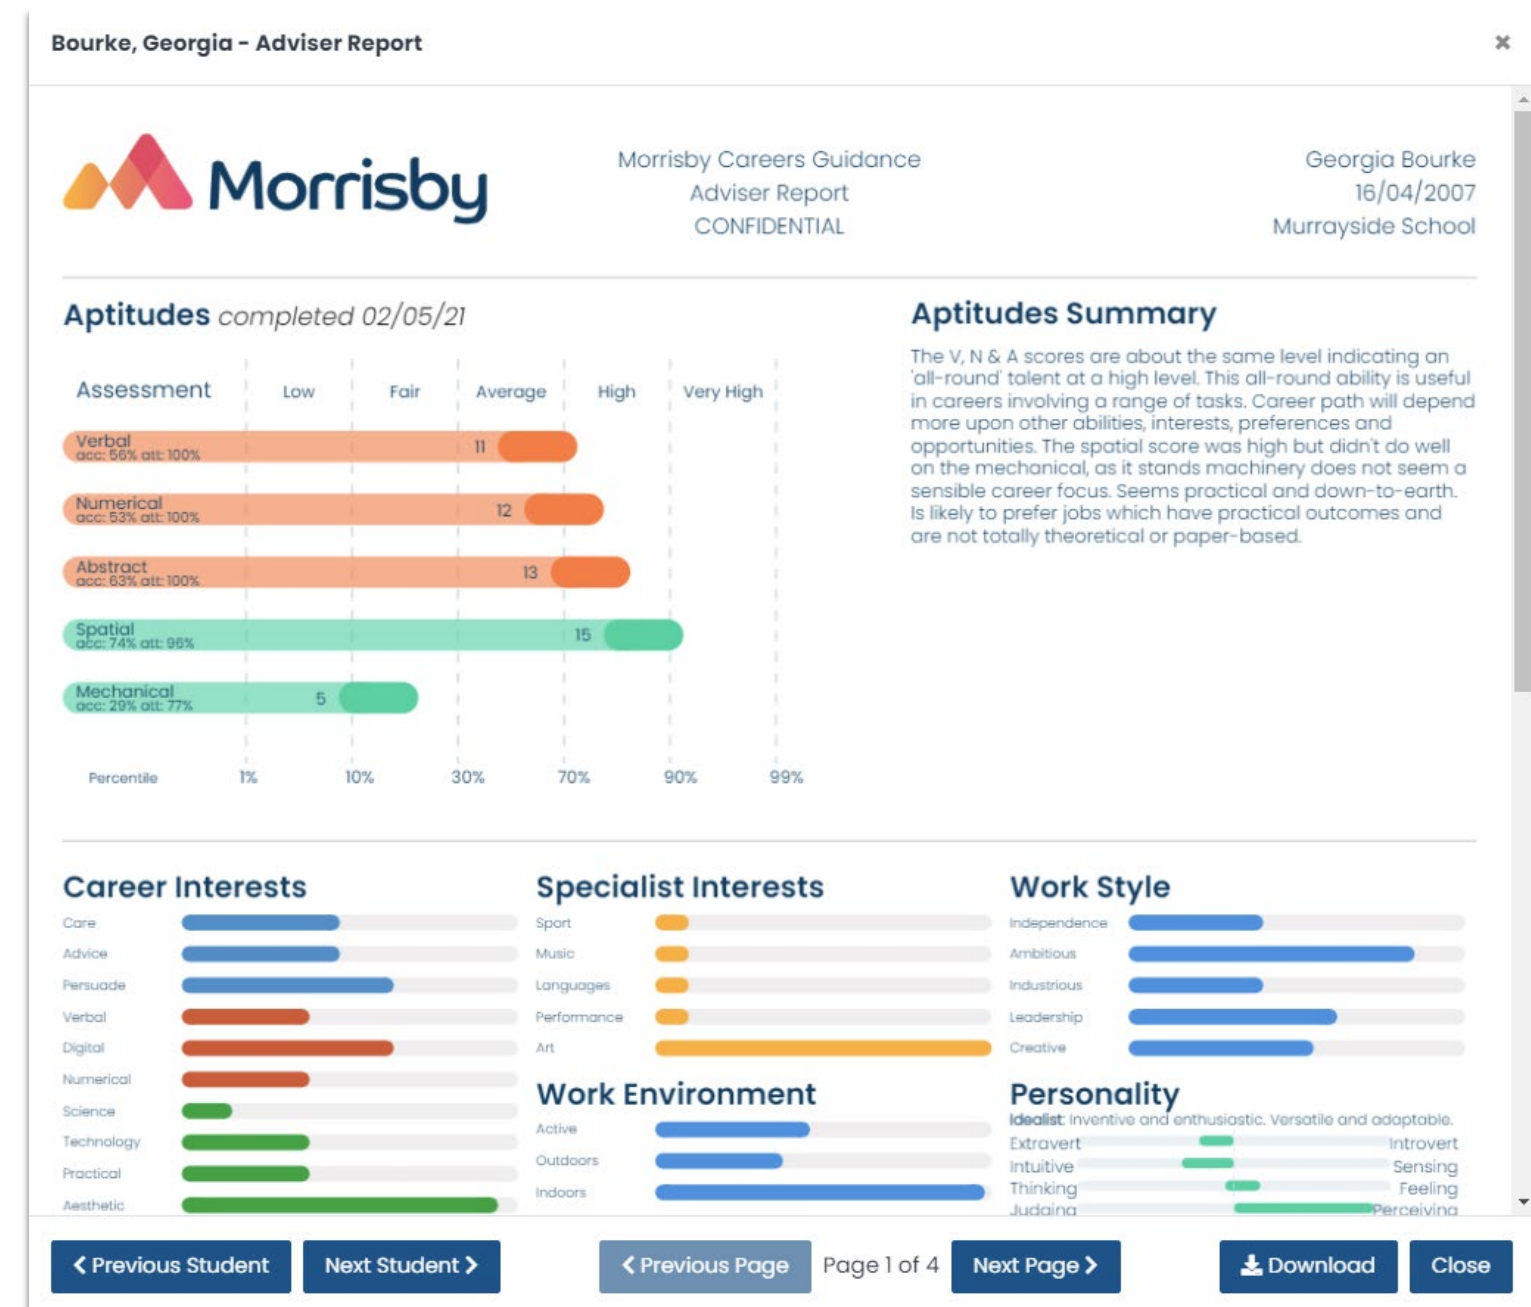 Bourke, Georgia - Adviser Report
Morrisby
Morrisby Careers Guidance
Adviser Report
CONFIDENTIAL
Georgia Bourke
16/04/2007
Murrayside School
Aptitudes completed 02/05/21
Assessment Low Fair Average High Very High
Verbal
acc: 56% att: 100%
11
Numerical
acc: 53% att: 100%
12
Abstract
acc: 63% att: 100%
13
Spatial
acc: 74% att: 96%
15
Mechanical
acc: 29% att: 77%
5
Percentile 1% 10% 30% 70% 90% 99%
Aptitudes Summary
The V, N & A scores are about the same level indicating an
'all-round' talent at a high level. This all-round ability is useful
in careers involving a range of tasks. Career path will depend
more upon other abilities, interests, preferences and
opportunities. The spatial score was high but didn't do well
on the mechanical, as it stands machinery does not seem a
sensible career focus. Seems practical and down-to-earth.
Is likely to prefer jobs which have practical outcomes and
are not totally theoretical or paper-based.
Career Interests
Care
Advice
Persuade
Verbal
Digital
Numerical
Science
Technology
Practical
Aesthetic
Specialist Interests
Sport
Music
Languages
Performance
Art
Work Environment
Active
Outdoors
Indoors
Work Style
Independence
Ambitious
Industrious
Leadership
Creative
Personality
Idealist: Inventive and enthusiastic. Versatile and adaptable.
Extravert Introvert
Intuitive Sensing
Thinking Feeling
Judging Perceiving
Previous Student Next Student Previous Page Page 1 of 4 Next Page Download Close